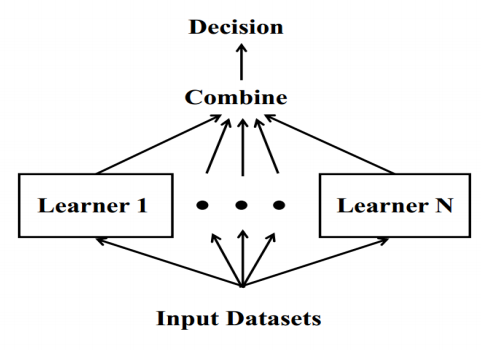 Decision
Combine
Learner 1
Learner N
Input Datasets